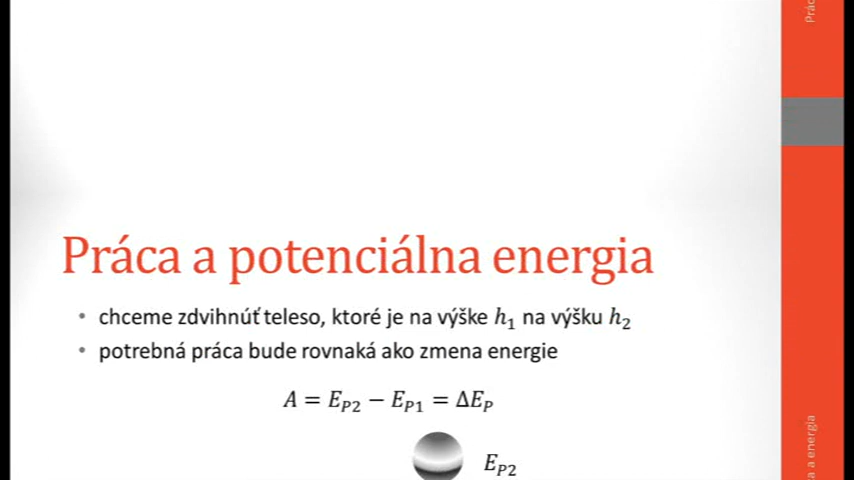 Práca a potenciálna energia
• chceme zdvihnúť teleso, ktoré je na výške h₁ na výšku h₂
• potrebná práca bude rovnaká ako zmena energie
A = E_P2 − E_P1 = ΔE_P
E_P2
Prác
a a energia